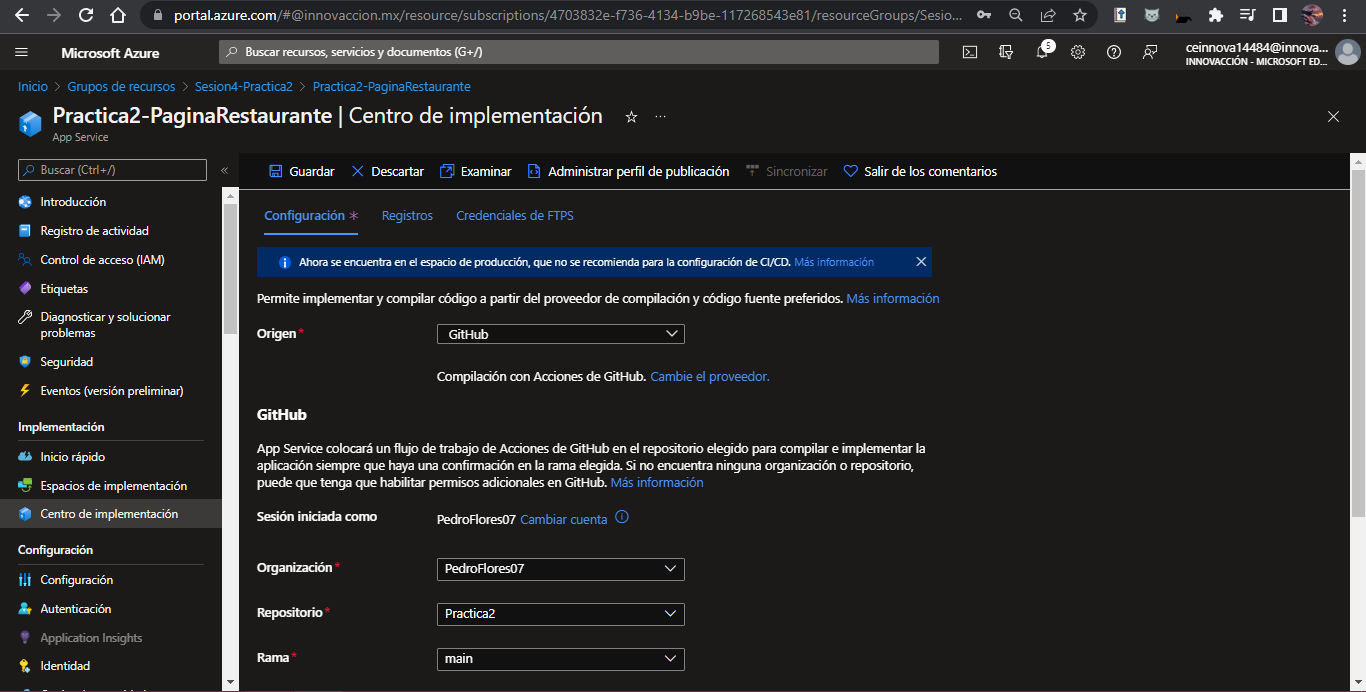 portal.azure.com/#@innovaccion.mx/resource/subscriptions/4703832e-f736-4134-b9be-117268543e81/resourceGroups/Sesio...
Microsoft Azure
Buscar recursos, servicios y documentos (G+/)
5
ceinnova14484@innova...
INNOVACCIÓN - MICROSOFT ED...
Inicio > Grupos de recursos > Sesion4-Practica2 > Practica2-PaginaRestaurante
Practica2-PaginaRestaurante | Centro de implementación
App Service
Buscar (Ctrl+/)
Introducción
Registro de actividad
Control de acceso (IAM)
Etiquetas
Diagnosticar y solucionar
problemas
Seguridad
Eventos (versión preliminar)
Implementación
Inicio rápido
Espacios de implementación
Centro de implementación
Configuración
Configuración
Autenticación
Application Insights
Identidad
Guardar Descartar Examinar Administrar perfil de publicación Sincronizar Salir de los comentarios
Configuración * Registros Credenciales de FTPS
Ahora se encuentra en el espacio de producción, que no se recomienda para la configuración de CI/CD. Más información
Permite implementar y compilar código a partir del proveedor de compilación y código fuente preferidos. Más información
Origen * GitHub
Compilación con Acciones de GitHub. Cambie el proveedor.
GitHub
App Service colocará un flujo de trabajo de Acciones de GitHub en el repositorio elegido para compilar e implementar la
aplicación siempre que haya una confirmación en la rama elegida. Si no encuentra ninguna organización o repositorio,
puede que tenga que habilitar permisos adicionales en GitHub. Más información
Sesión iniciada como PedroFlores07 Cambiar cuenta
Organización * PedroFlores07
Repositorio * Practica2
Rama * main